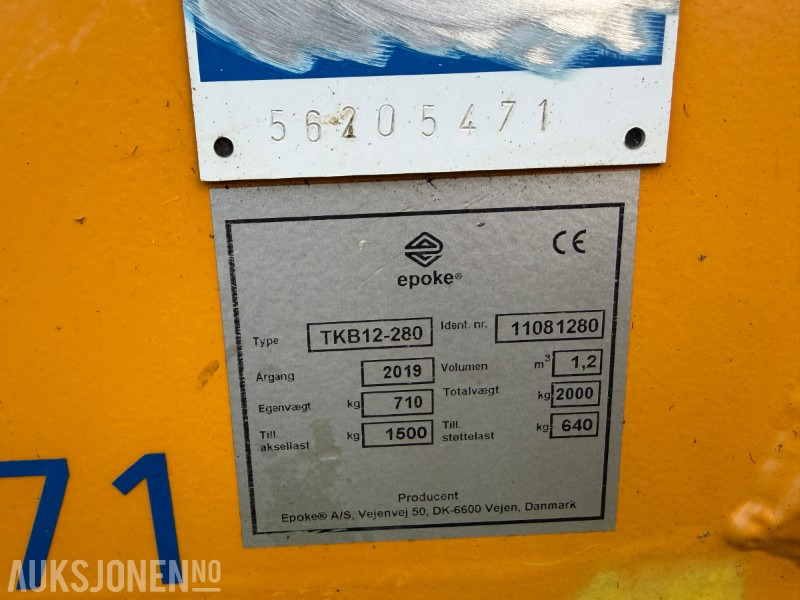 56205471
epoke®
CE
Type TKB12-280 Ident. nr. 11081280
Årgang 2019 Volumen m³ 1,2
Egenvægt kg 710 Totalvægt kg 2000
Till. aksellast kg 1500 Till. støttelast kg 640
Producent
Epoke® A/S, Vejenvej 50, DK-6600 Vejen, Danmark
71
AUKSJONEN.NO